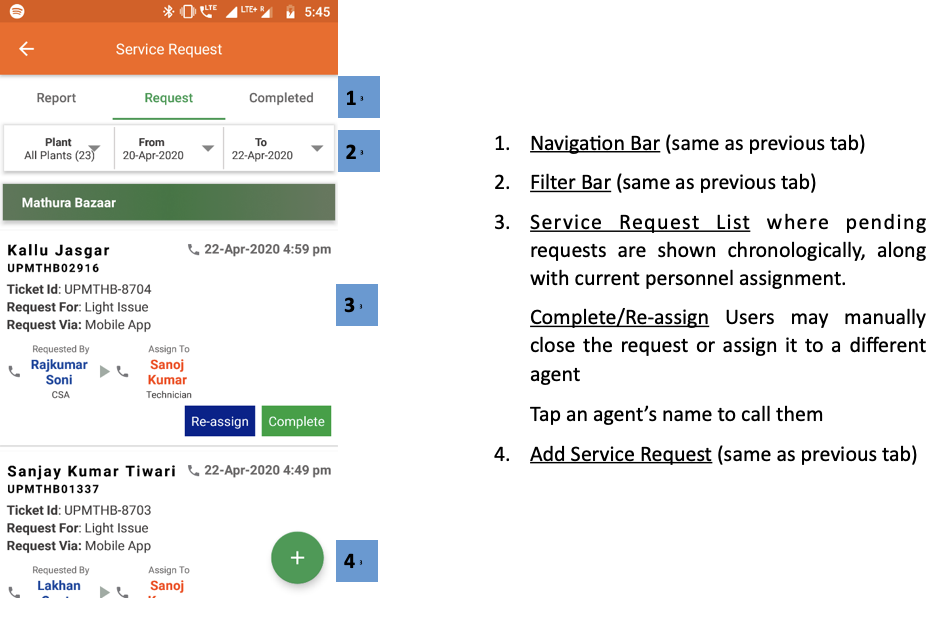 LTE LTE+ R 5:45
Service Request
Report Request Completed
1
Plant From To
All Plants (23) 20-Apr-2020 22-Apr-2020
2
Mathura Bazaar
Kallu Jasgar 22-Apr-2020 4:59 pm
UPMTHB02916
Ticket Id: UPMTHB-8704
Request For: Light Issue
Request Via: Mobile App
3
Requested By Assign To
Rajkumar Sanoj
Soni Kumar
CSA Technician
Re-assign Complete
Sanjay Kumar Tiwari 22-Apr-2020 4:49 pm
UPMTHB01337
Ticket Id: UPMTHB-8703
Request For: Light Issue
Request Via: Mobile App
+
4
Requested By Assign To
Lakhan Sanoj
1. Navigation Bar (same as previous tab)
2. Filter Bar (same as previous tab)
3. Service Request List where pending
requests are shown chronologically, along
with current personnel assignment.
Complete/Re-assign Users may manually
close the request or assign it to a different
agent
Tap an agent’s name to call them
4. Add Service Request (same as previous tab)